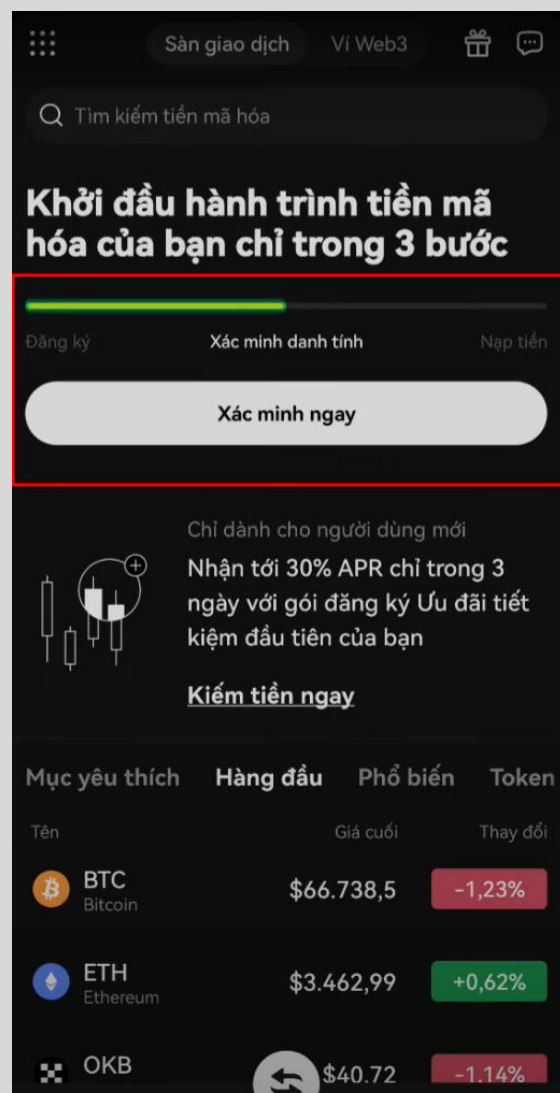 Sàn giao dịch Ví Web3
Tìm kiếm tiền mã hóa
Khởi đầu hành trình tiền mã
hóa của bạn chỉ trong 3 bước
Đăng ký Xác minh danh tính Nạp tiền
Xác minh ngay
Chỉ dành cho người dùng mới
Nhận tới 30% APR chỉ trong 3
ngày với gói đăng ký Ưu đãi tiết
kiệm đầu tiên của bạn
Kiếm tiền ngay
Mục yêu thích Hàng đầu Phổ biến Token
Tên Giá cuối Thay đổi
BTC $66.738,5 -1,23%
Bitcoin
ETH $3.462,99 +0,62%
Ethereum
OKB $40.72 -1.14%